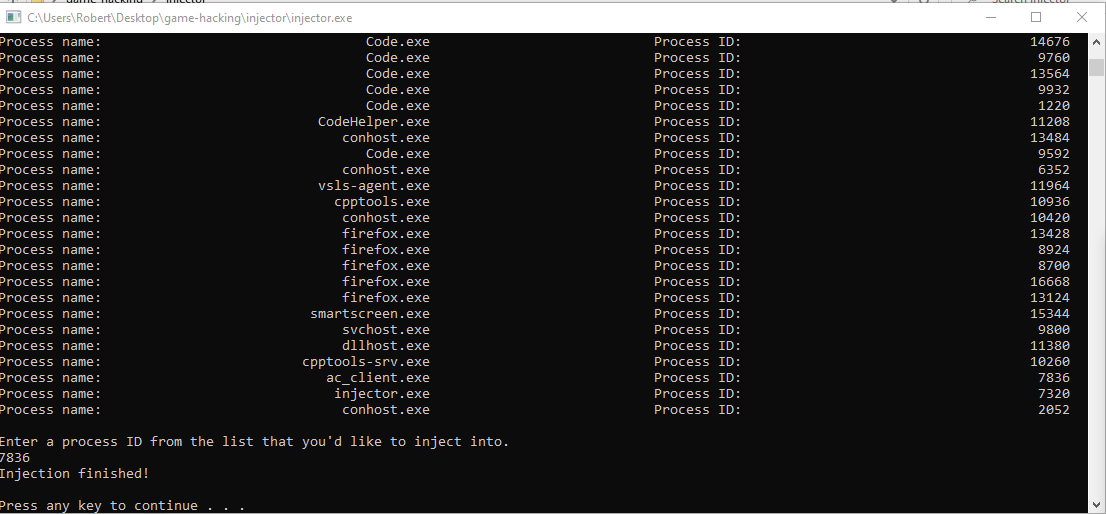 game-hacking injector Search injector
C:\Users\Robert\Desktop\game-hacking\injector\injector.exe
Process name: Code.exe Process ID: 14676
Process name: Code.exe Process ID: 9760
Process name: Code.exe Process ID: 13564
Process name: Code.exe Process ID: 9932
Process name: Code.exe Process ID: 1220
Process name: CodeHelper.exe Process ID: 11208
Process name: conhost.exe Process ID: 13484
Process name: Code.exe Process ID: 9592
Process name: conhost.exe Process ID: 6352
Process name: vsls-agent.exe Process ID: 11964
Process name: cpptools.exe Process ID: 10936
Process name: conhost.exe Process ID: 10420
Process name: firefox.exe Process ID: 13428
Process name: firefox.exe Process ID: 8924
Process name: firefox.exe Process ID: 8700
Process name: firefox.exe Process ID: 16668
Process name: firefox.exe Process ID: 13124
Process name: smartscreen.exe Process ID: 15344
Process name: svchost.exe Process ID: 9800
Process name: dllhost.exe Process ID: 11380
Process name: cpptools-srv.exe Process ID: 10260
Process name: ac_client.exe Process ID: 7836
Process name: injector.exe Process ID: 7320
Process name: conhost.exe Process ID: 2052
Enter a process ID from the list that you'd like to inject into.
7836
Injection finished!
Press any key to continue . . .